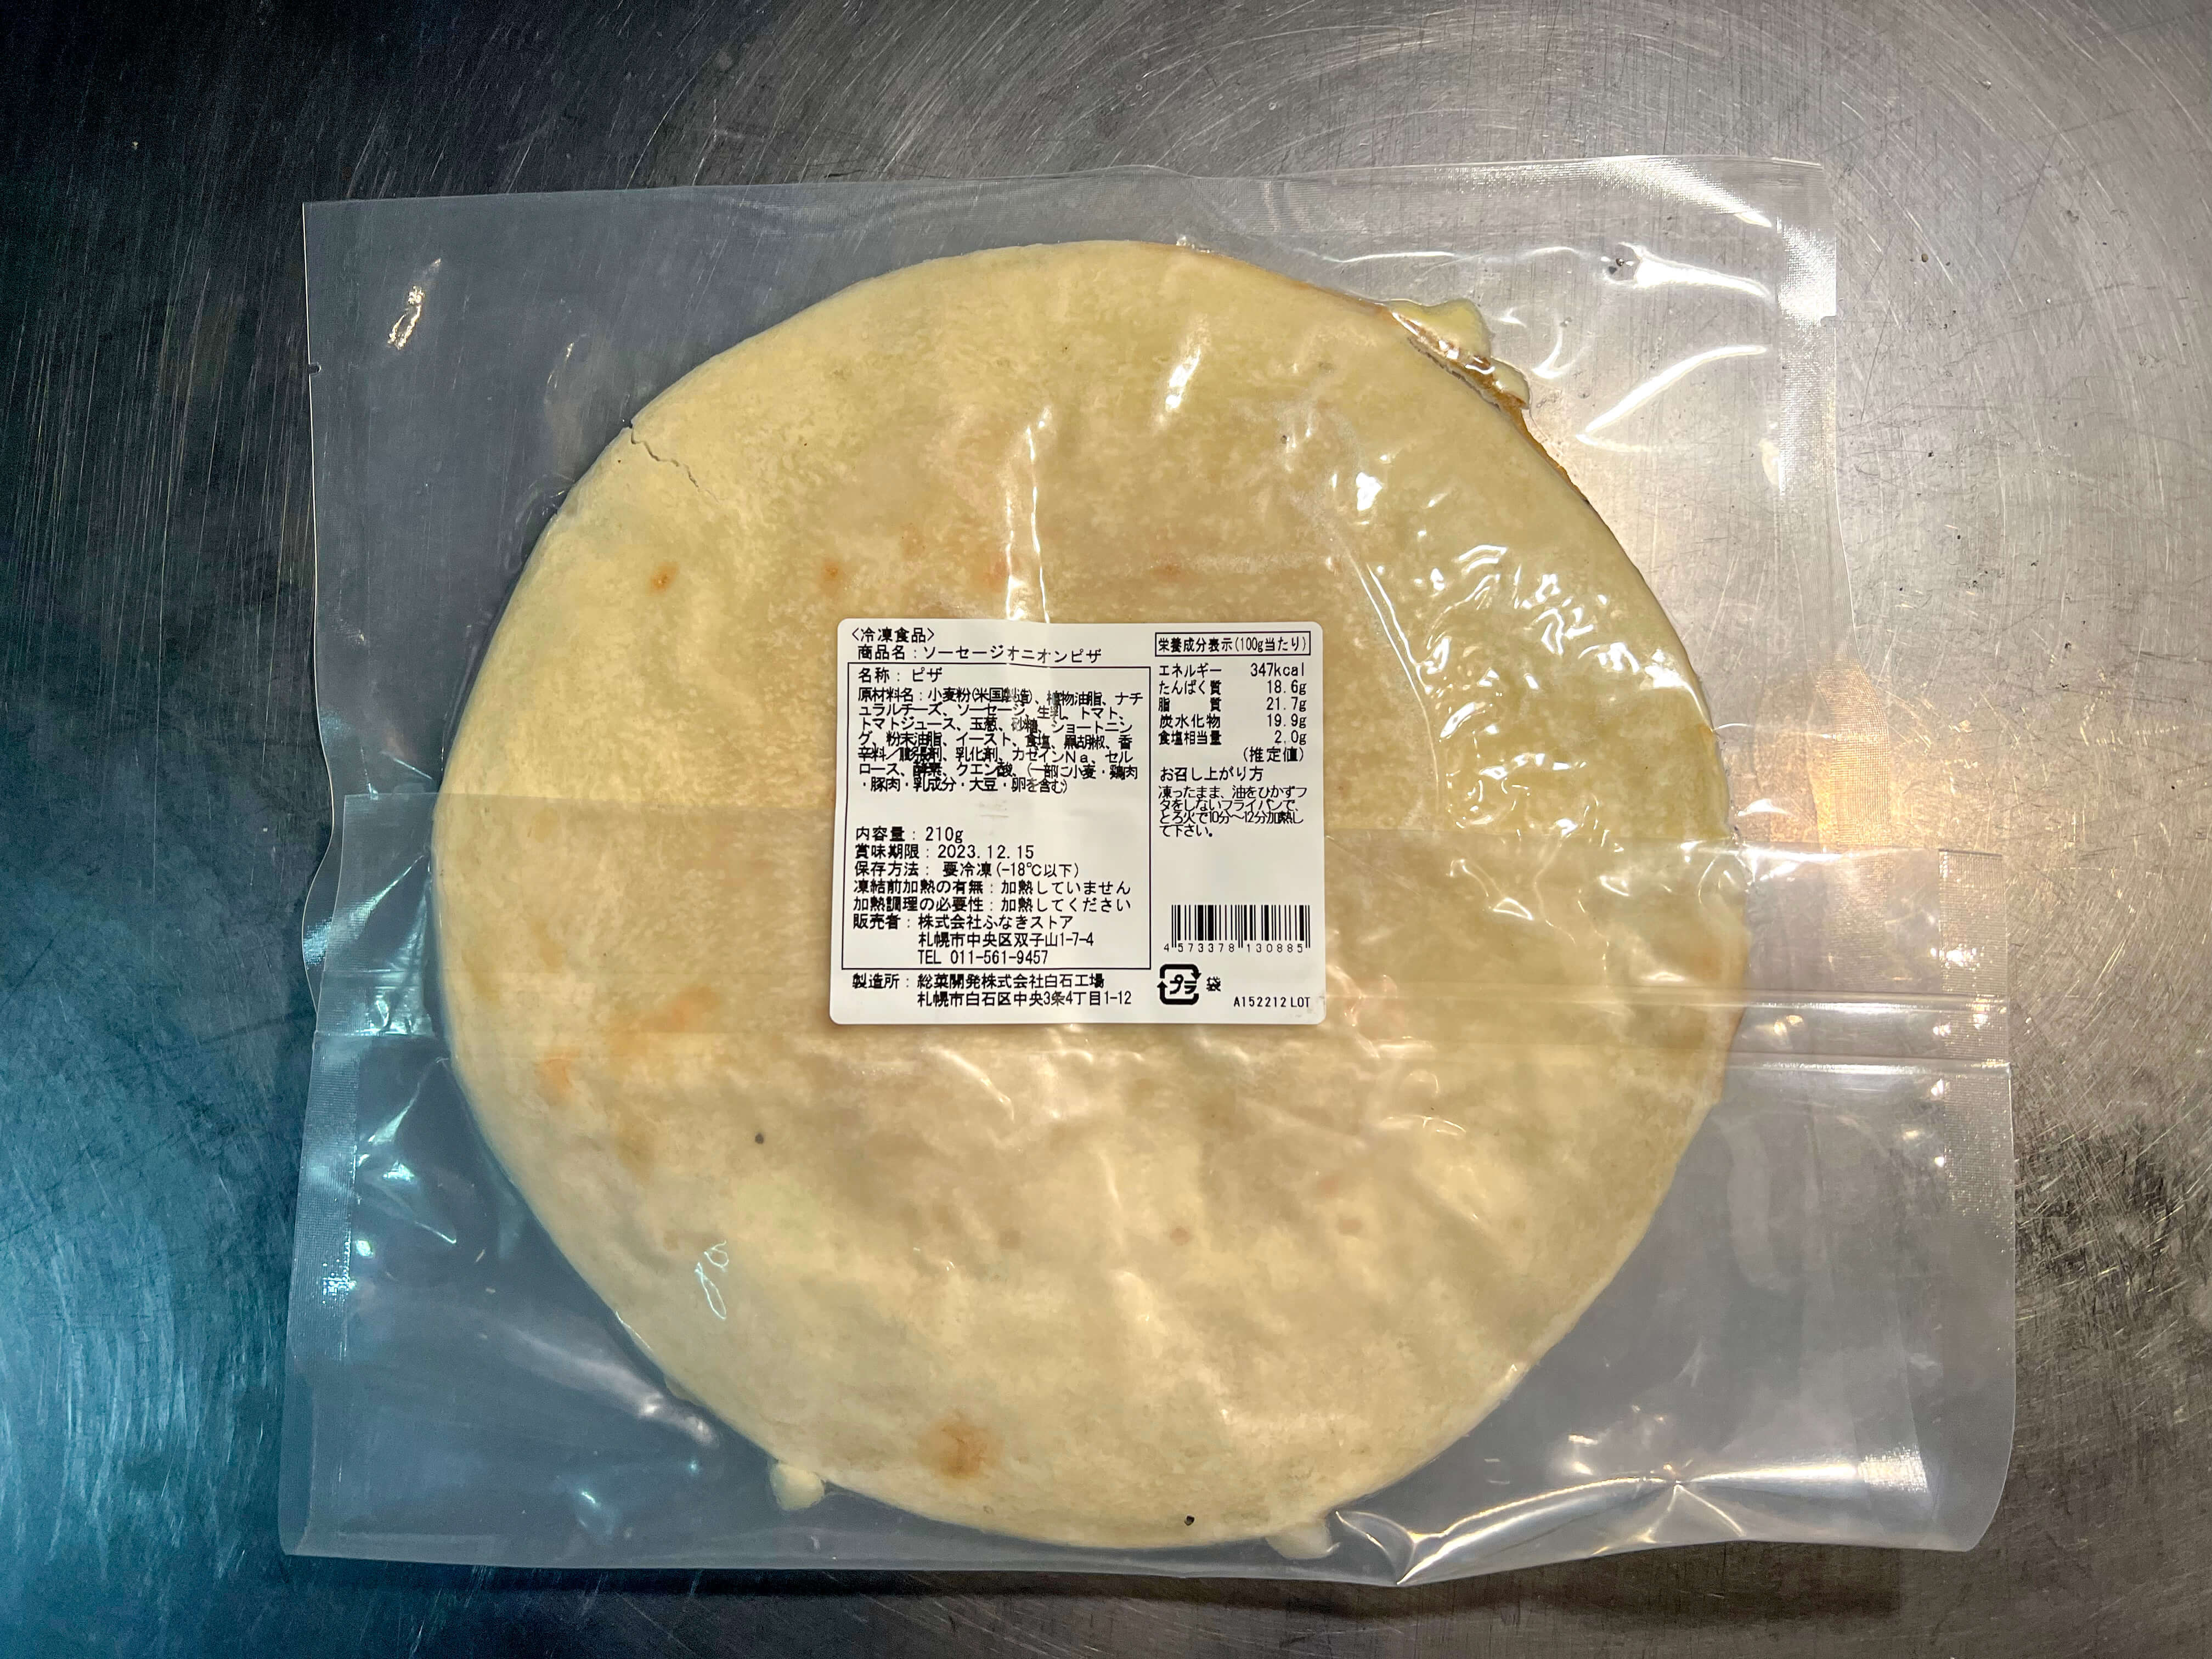 <冷凍食品>
商品名：ソーセージオニオンピザ
名称： ピザ
原材料名：小麦粉(米国製造)、植物油脂、ナチ
ュラルチーズ、ソーセージ、生乳、トマト、
トマトジュース、玉葱、砂糖、ショートニン
グ、粉末油脂、イースト、食塩、黒胡椒、香
辛料／膨張剤、乳化剤、カゼインNa、セル
ロース、酵素、クエン酸、(一部に小麦・鶏肉
・豚肉・乳成分・大豆・卵を含む)
内容量：210g
賞味期限：2023.12.15
保存方法： 要冷凍(-18℃以下)
凍結前加熱の有無：加熱していません
加熱調理の必要性：加熱してください
販売者：株式会社ふなきストア
札幌市中央区双子山1-7-4
TEL 011-561-9457
製造所：総菜開発株式会社白石工場
札幌市白石区中央3条4丁目1-12
栄養成分表示(100g当たり)
エネルギー 347kcal
たんぱく質 18.6g
脂 質 21.7g
炭水化物 19.9g
食塩相当量 2.0g
(推定値)
お召し上がり方
凍ったまま、油をひかずフ
タをしないフライパンで、
とろ火で10分～12分加熱し
て下さい。
4573378130885
プラ 袋
A152212LOT